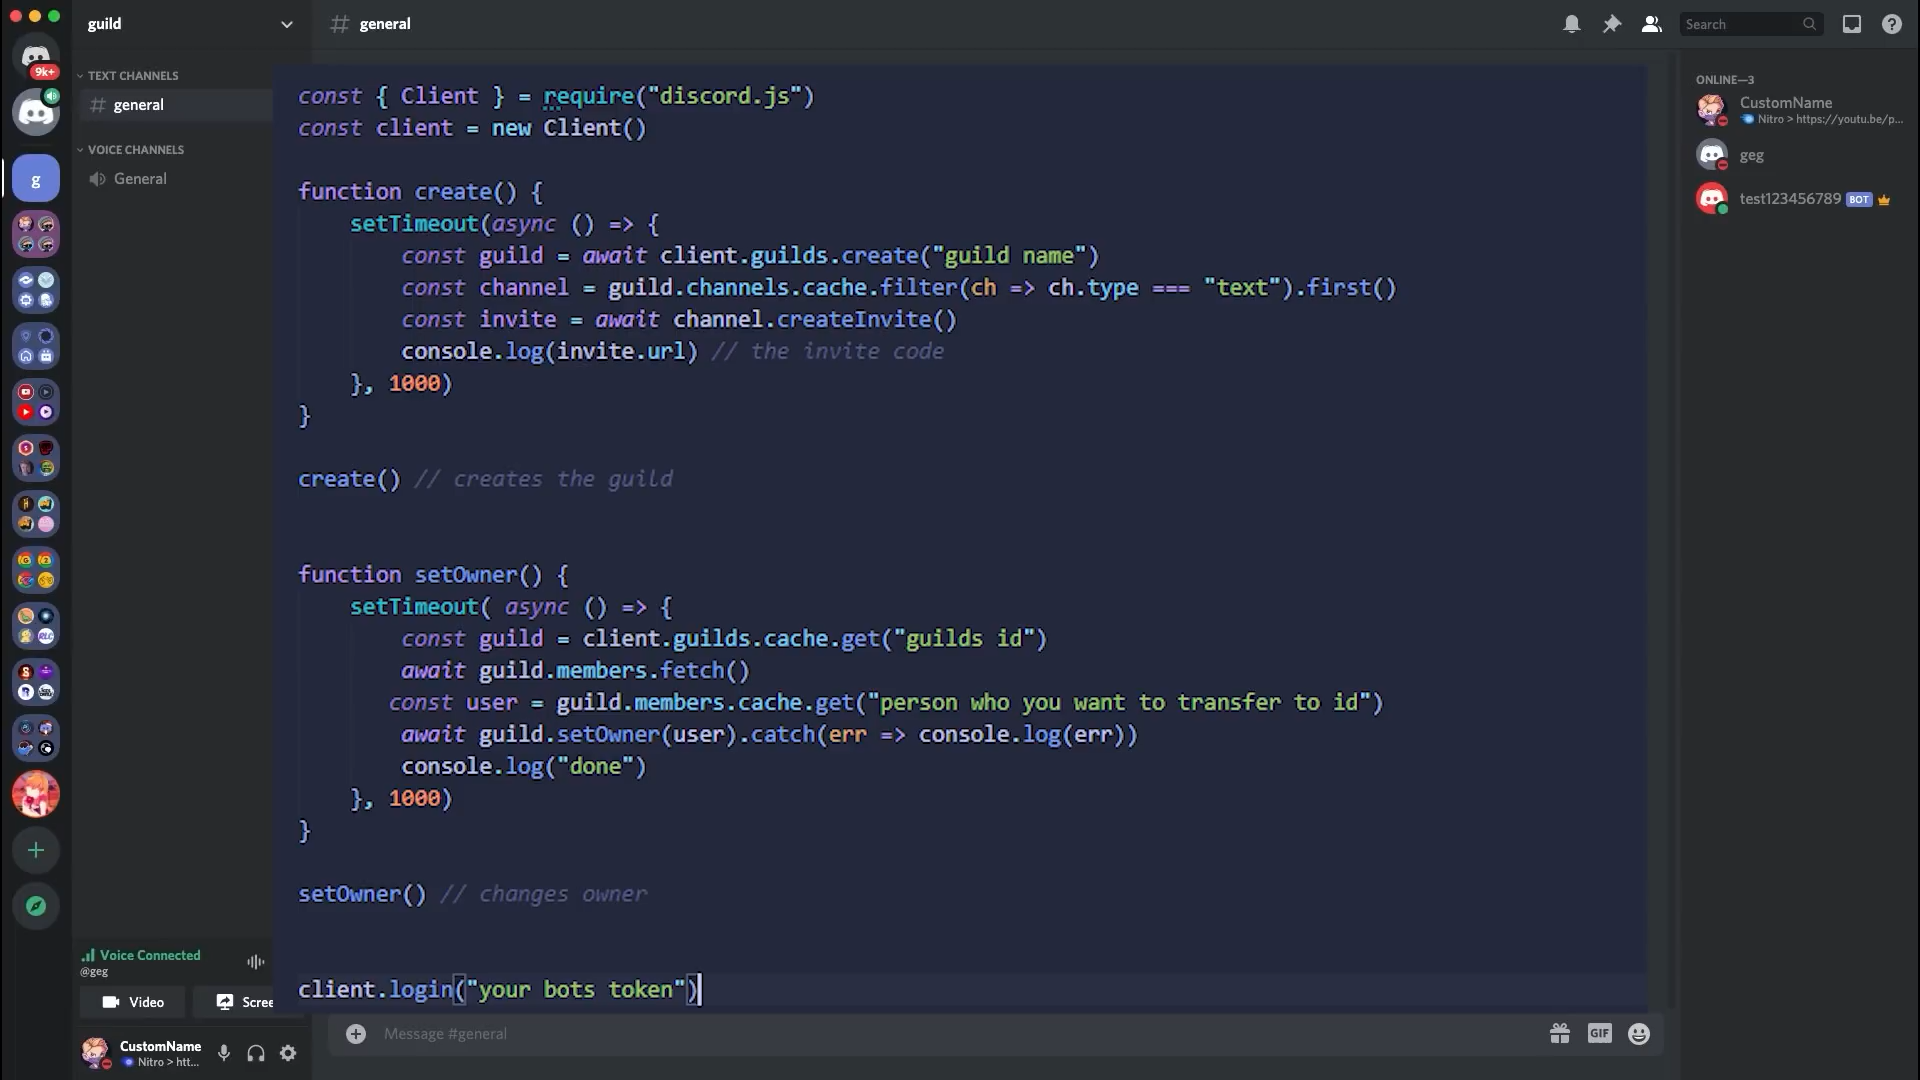 guild
general
Search
9k+
TEXT CHANNELS
general
VOICE CHANNELS
General
g
const { Client } = require("discord.js")
const client = new Client()
function create() {
setTimeout(async () => {
const guild = await client.guilds.create("guild name")
const channel = guild.channels.cache.filter(ch => ch.type === "text").first()
const invite = await channel.createInvite()
console.log(invite.url) // the invite code
}, 1000)
}
create() // creates the guild
function setOwner() {
setTimeout( async () => {
const guild = client.guilds.cache.get("guilds id")
await guild.members.fetch()
const user = guild.members.cache.get("person who you want to transfer to id")
await guild.setOwner(user).catch(err => console.log(err))
console.log("done")
}, 1000)
}
setOwner() // changes owner
client.login("your bots token")
ONLINE—3
CustomName
Nitro > https://youtu.be/p...
geg
test123456789 BOT
Voice Connected
@geg
Video
Scree
CustomName
Nitro > htt...
Message #general
GIF